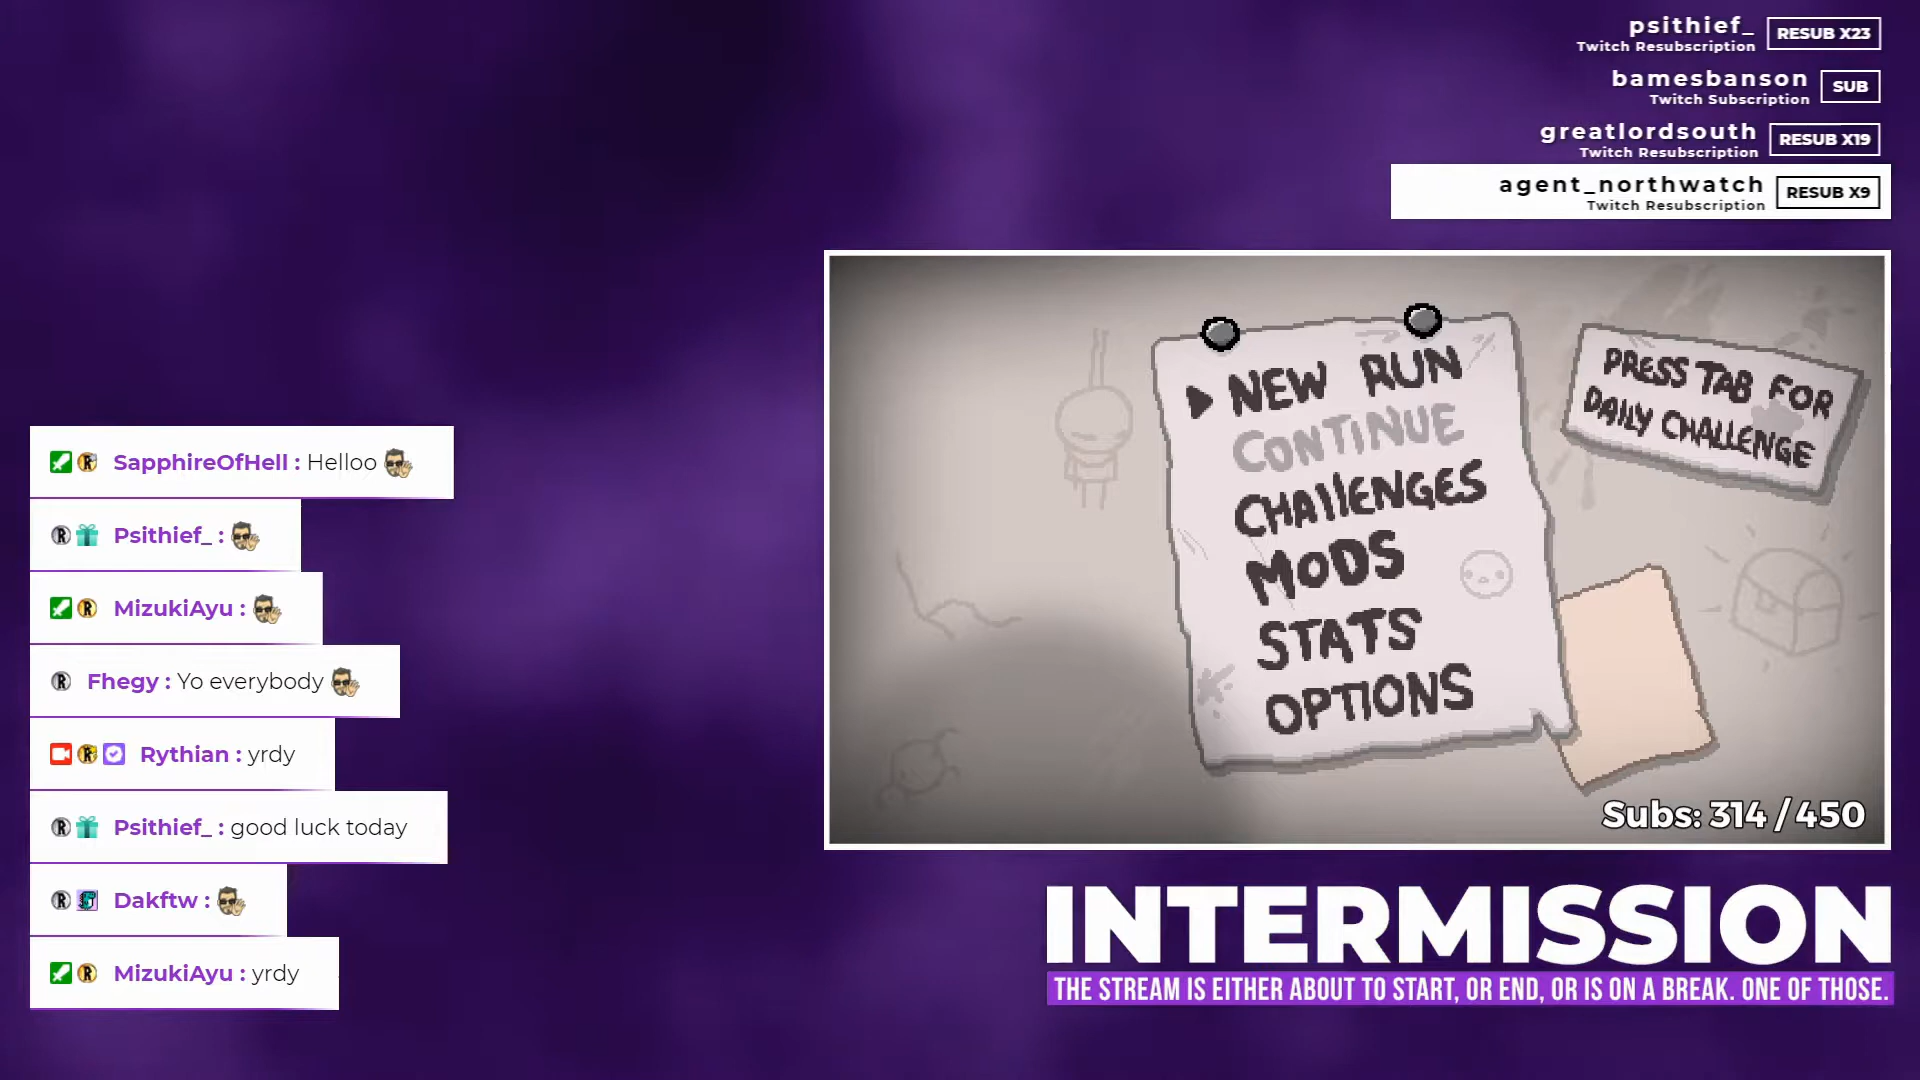 psithief_ RESUB X23
Twitch Resubscription
bamesbanson SUB
Twitch Subscription
greatlordsouth RESUB X19
Twitch Resubscription
agent_northwatch RESUB X9
Twitch Resubscription
NEW RUN
CONTINUE
CHALLENGES
MODS
STATS
OPTIONS
PRESS TAB FOR
DAILY CHALLENGE
Subs: 314 / 450
SapphireOfHell : Helloo
Psithief_ :
MizukiAyu :
Fhegy : Yo everybody
Rythian : yrdy
Psithief_ : good luck today
Dakftw :
MizukiAyu : yrdy
INTERMISSION
THE STREAM IS EITHER ABOUT TO START, OR END, OR IS ON A BREAK. ONE OF THOSE.